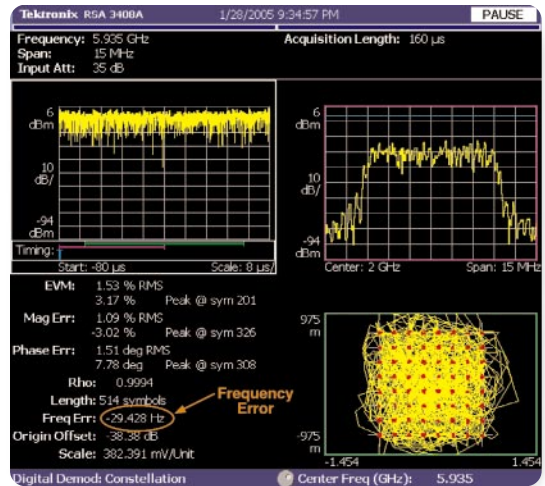 Tektronix RSA 3408A 1/28/2005 9:34:57 PM PAUSE
Frequency: 5.935 GHz Acquisition Length: 160 µs
Span: 15 MHz
Input Att: 35 dB
6
dBm
10
dB/
-94
dBm
Timing:
Start: -80 µs Scale: 8 µs/
6
dBm
10
dB/
-94
dBm
Center: 2 GHz Span: 15 MHz
EVM: 1.53 % RMS
3.17 % Peak @ sym 201
Mag Err: 1.09 % RMS
-3.02 % Peak @ sym 326
Phase Err: 1.51 deg RMS
7.78 deg Peak @ sym 308
Rho: 0.9994
Length: 514 symbols
Freq Err: -29.428 Hz
Origin Offset: -38.38 dB
Scale: 382.391 mV/Unit
Frequency
Error
975
m
-975
m
-1.454 1.454
Digital Demod: Constellation Center Freq (GHz): 5.935